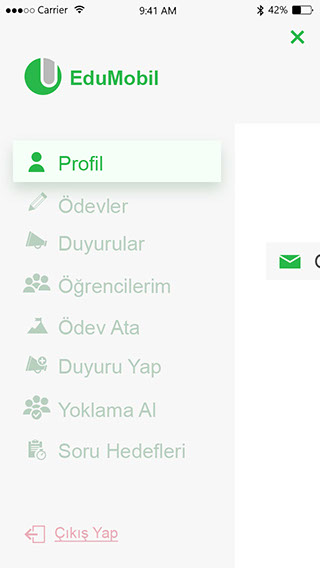 Carrier 9:41 AM 42%
EduMobil
Profil
Ödevler
Duyurular
Öğrencilerim
Ödev Ata
Duyuru Yap
Yoklama Al
Soru Hedefleri
Çıkış Yap